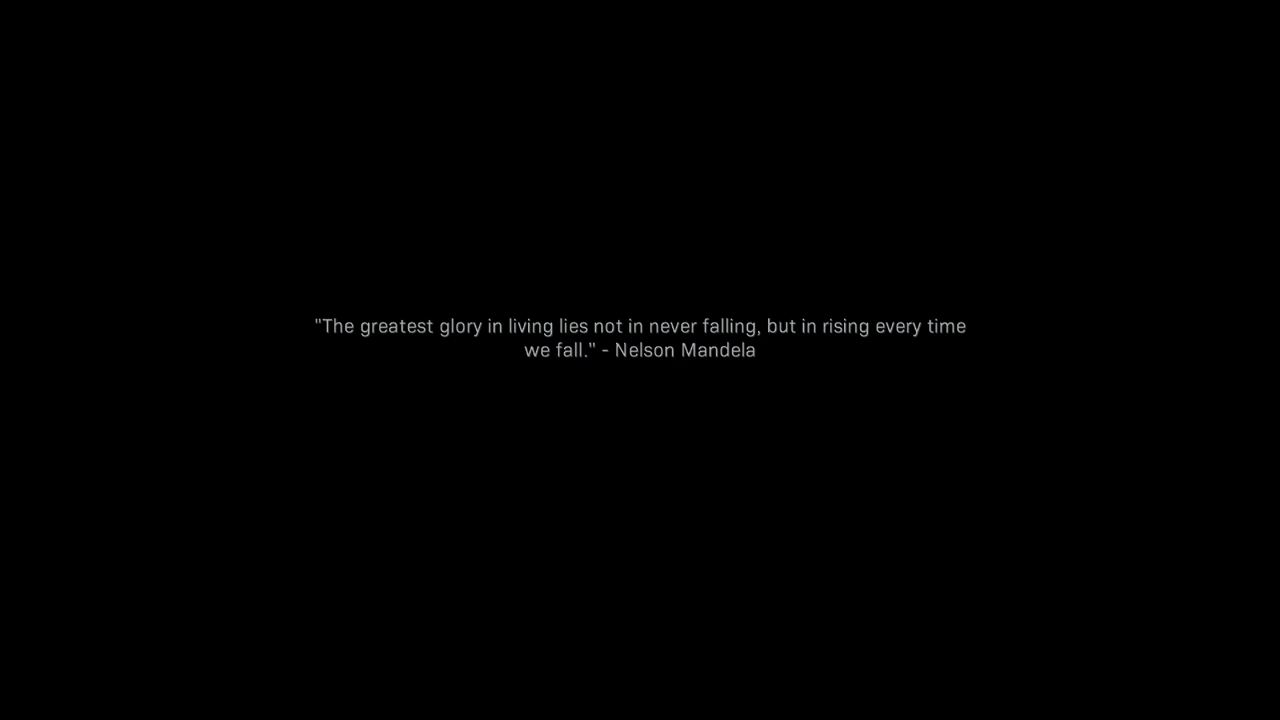 "The greatest glory in living lies not in never falling, but in rising every time
we fall." - Nelson Mandela